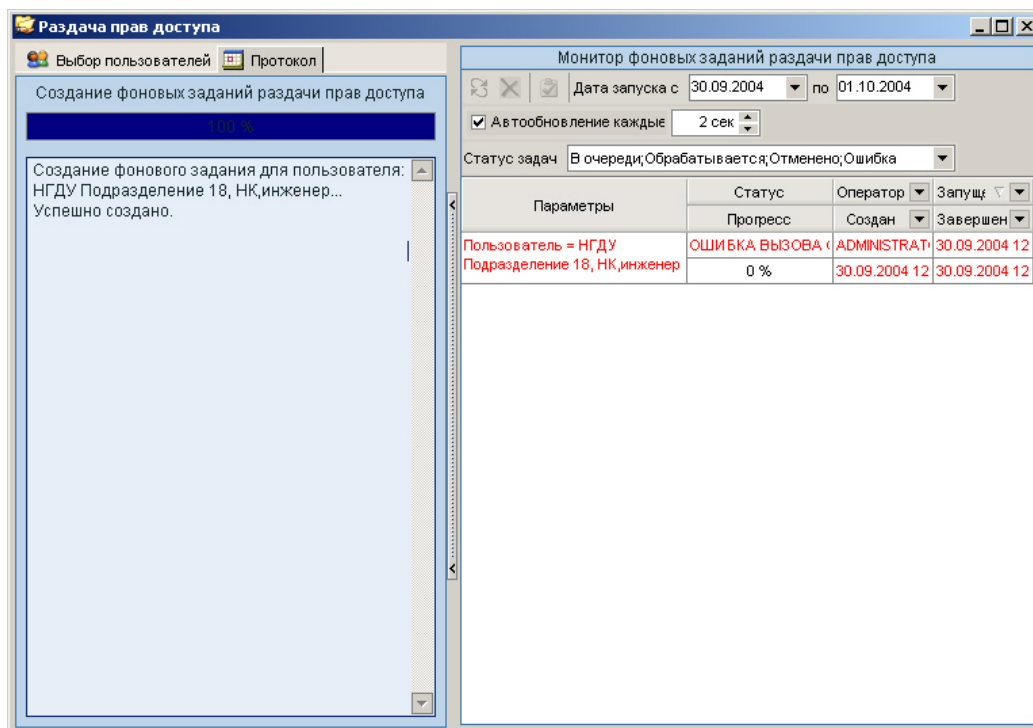 Раздача прав доступа
Выбор пользователей Протокол
Создание фоновых заданий раздачи прав доступа
100 %
Создание фонового задания для пользователя:
НГДУ Подразделение 18, НК,инженер...
Успешно создано.
Монитор фоновых заданий раздачи прав доступа
Дата запуска с 30.09.2004 по 01.10.2004
Автообновление каждые 2 сек
Статус задач В очереди;Обрабатывается;Отменено;Ошибка
Параметры
Статус Оператор Запуще
Прогресс Создан Завершен
Пользователь = НГДУ
Подразделение 18, НК,инженер
ОШИБКА ВЫЗОВА ADMINISTRAT 30.09.2004 12
0 % 30.09.2004 12 30.09.2004 12